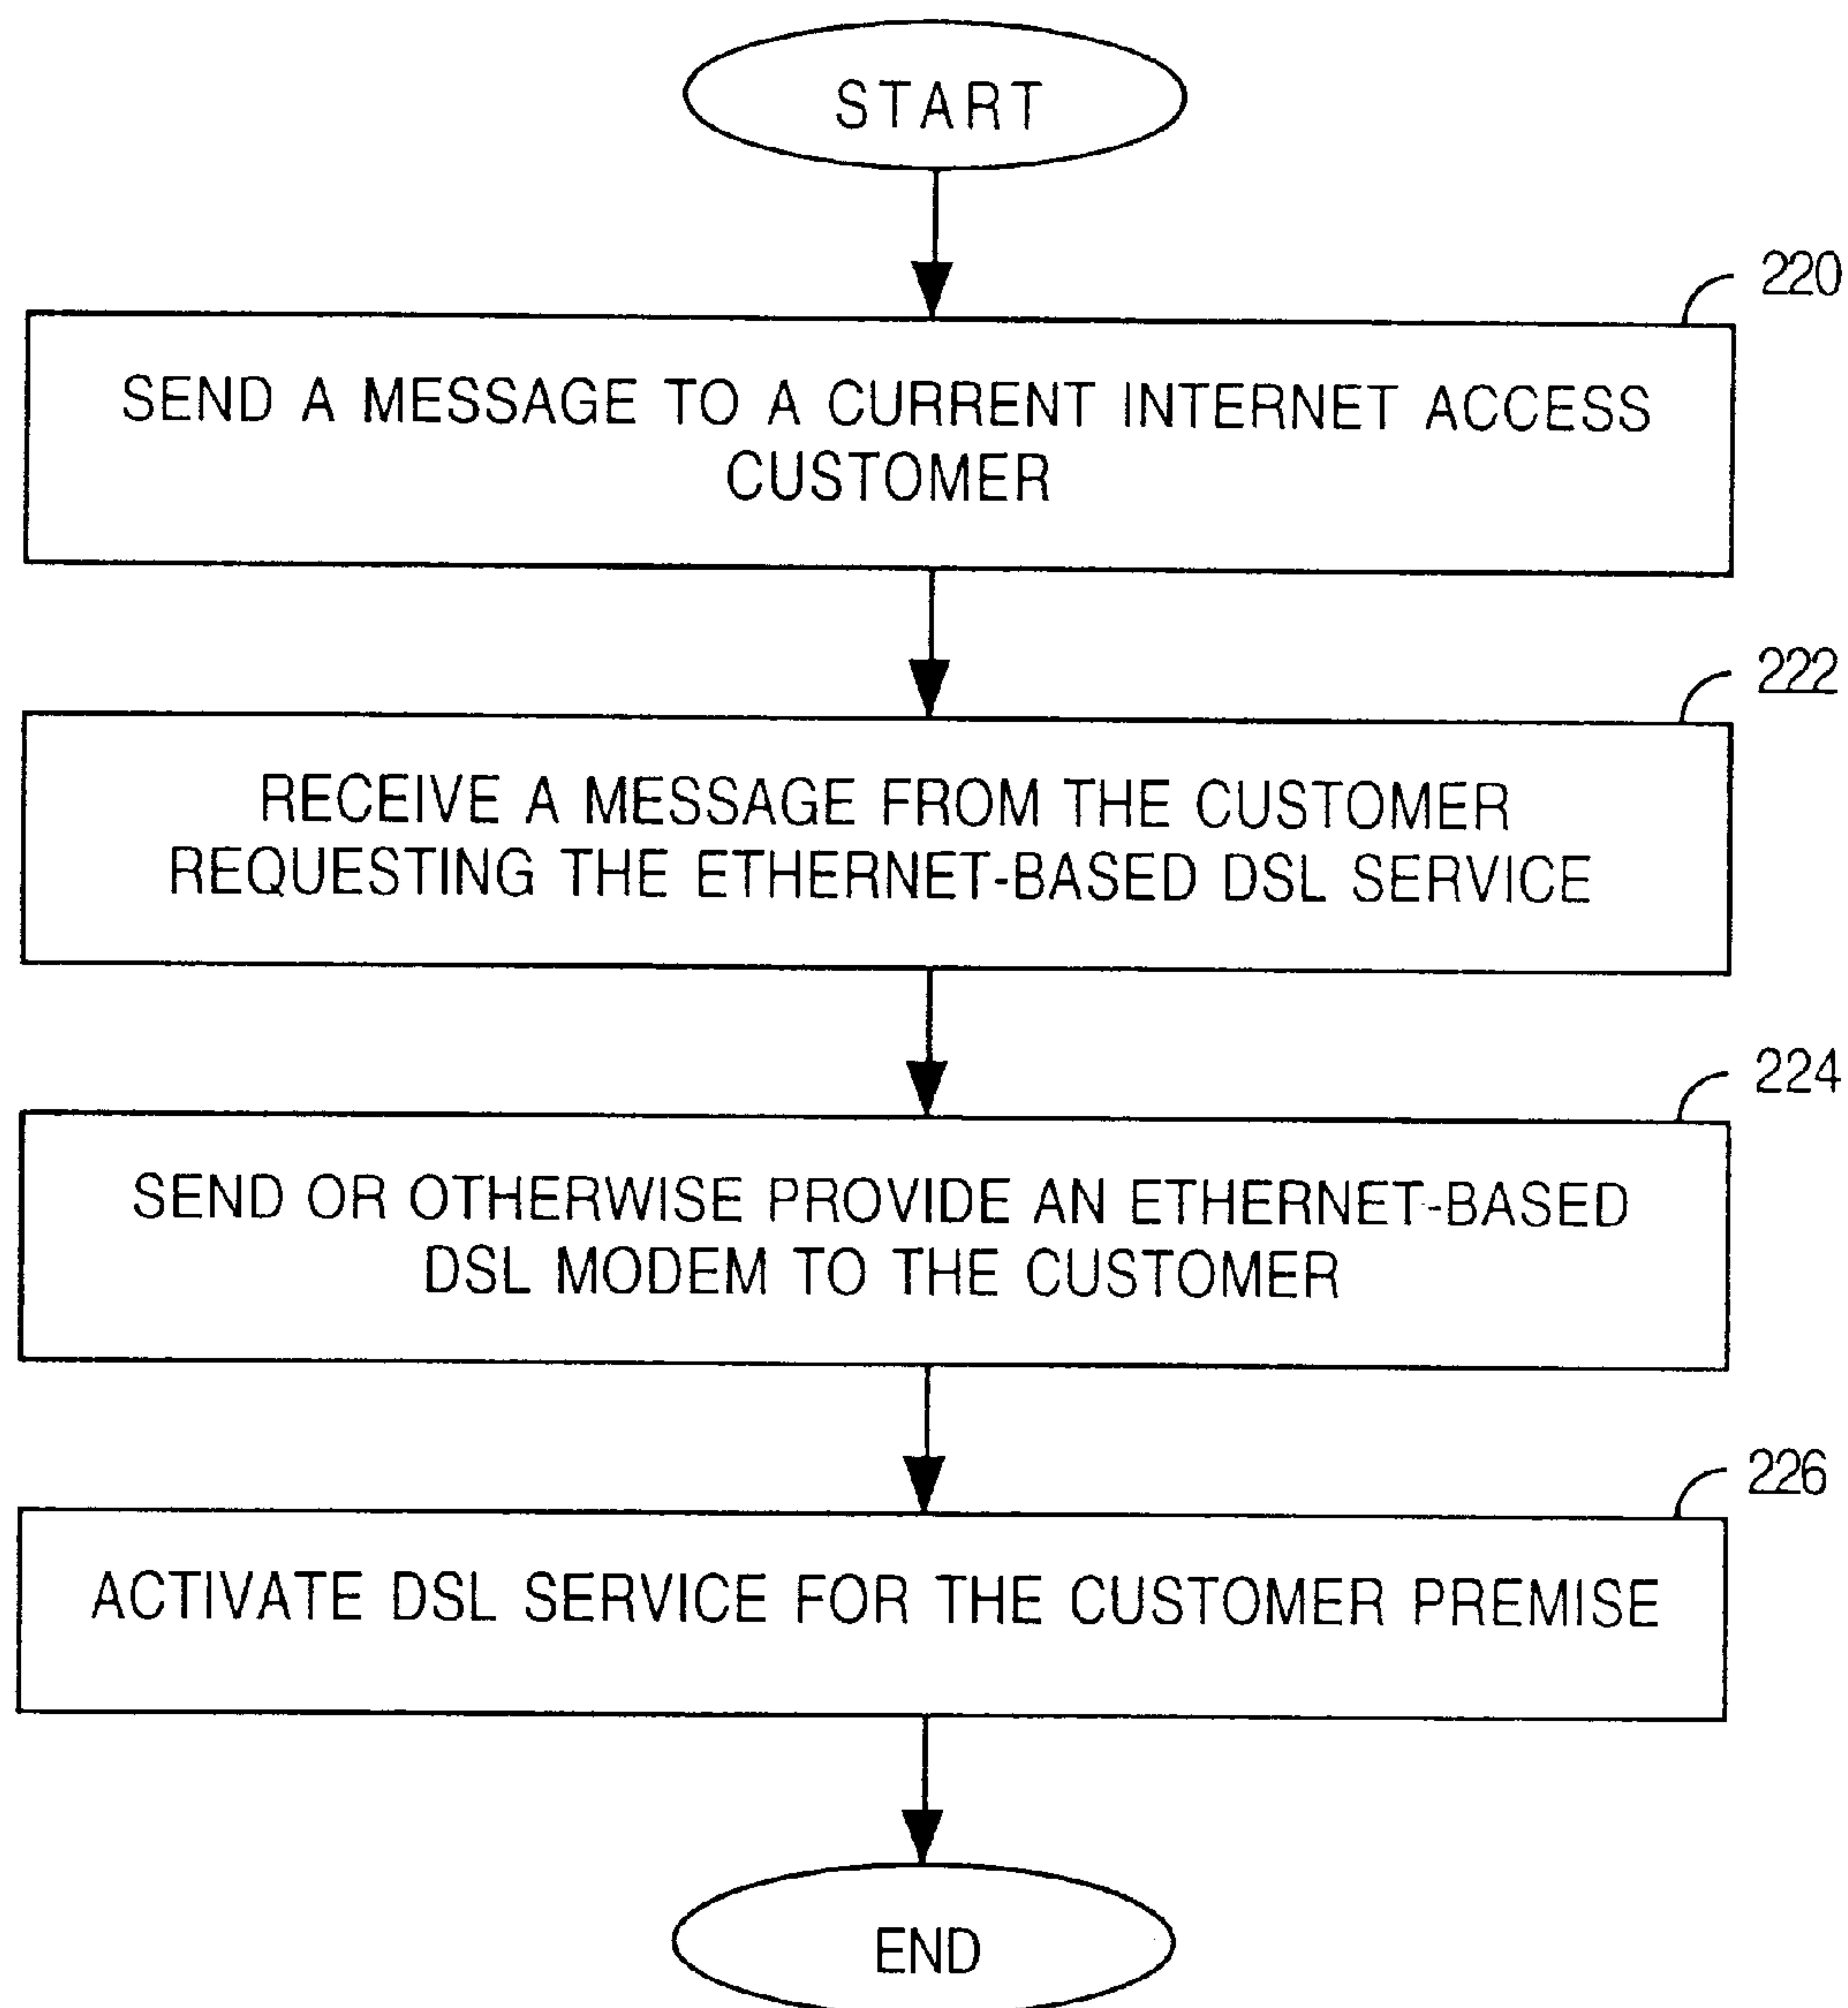 START
220
SEND A MESSAGE TO A CURRENT INTERNET ACCESS
CUSTOMER
222
RECEIVE A MESSAGE FROM THE CUSTOMER
REQUESTING THE ETHERNET-BASED DSL SERVICE
224
SEND OR OTHERWISE PROVIDE AN ETHERNET-BASED
DSL MODEM TO THE CUSTOMER
226
ACTIVATE DSL SERVICE FOR THE CUSTOMER PREMISE
END